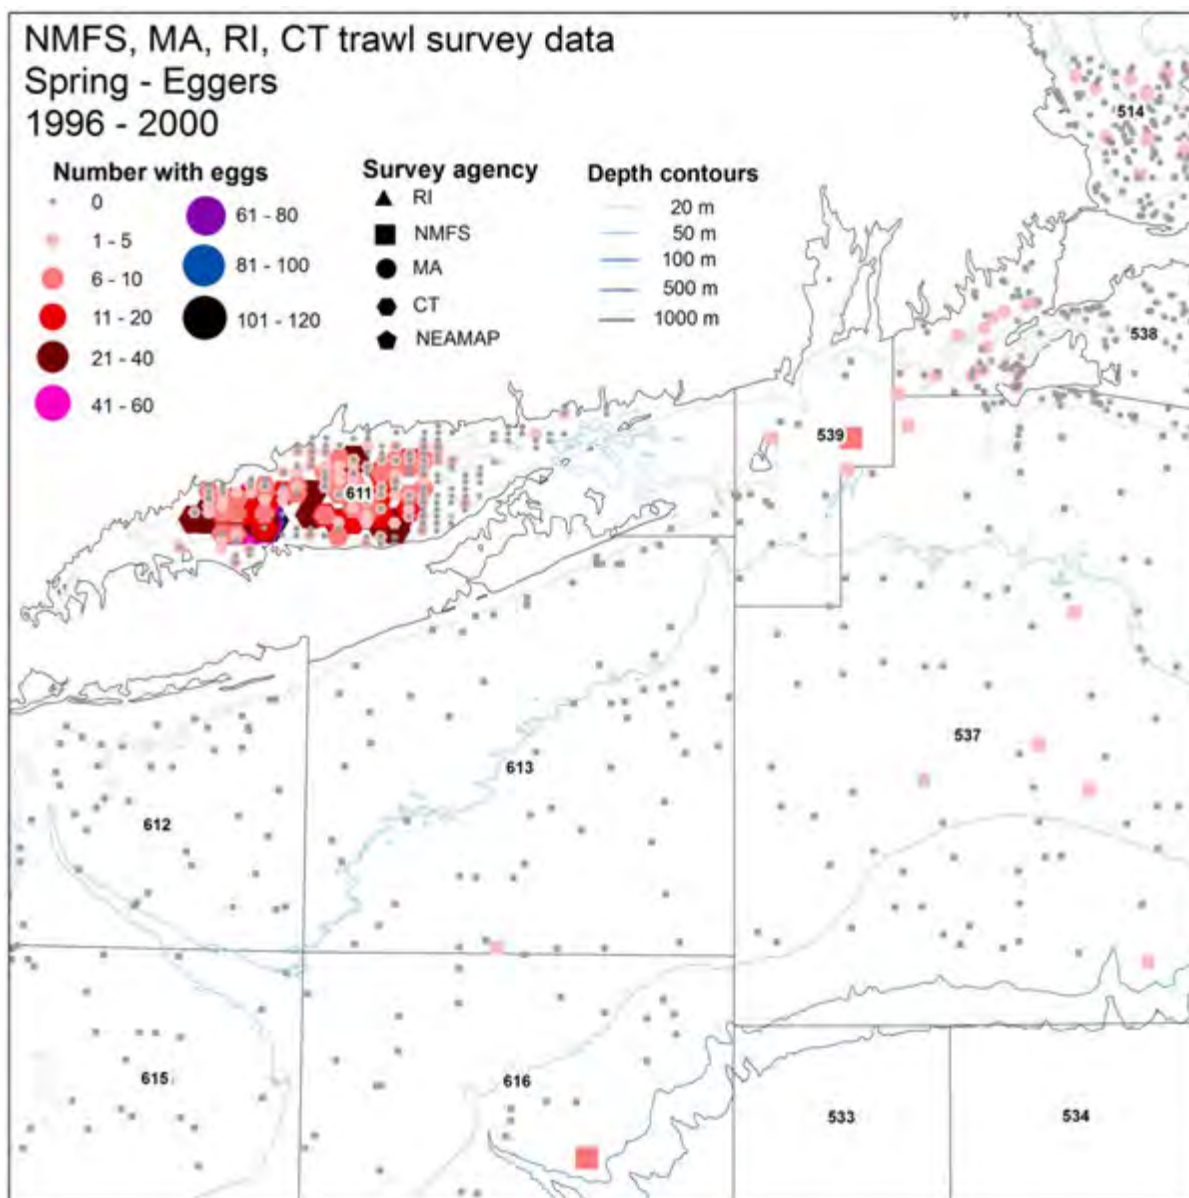 NMFS, MA, RI, CT trawl survey data
Spring - Eggers
1996 - 2000
Number with eggs
0
1 - 5
6 - 10
11 - 20
21 - 40
41 - 60
61 - 80
81 - 100
101 - 120
Survey agency
RI
NMFS
MA
CT
NEAMAP
Depth contours
20 m
50 m
100 m
500 m
1000 m
514
538
539
611
537
613
612
615
616
533
534